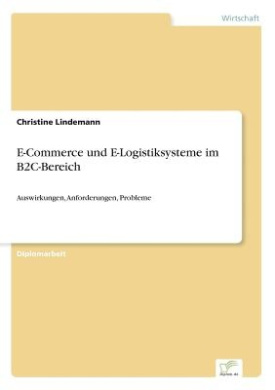 Wirtschaft
Christine Lindemann
E-Commerce und E-Logistiksysteme im
B2C-Bereich
Auswirkungen, Anforderungen, Probleme
Diplomarbeit